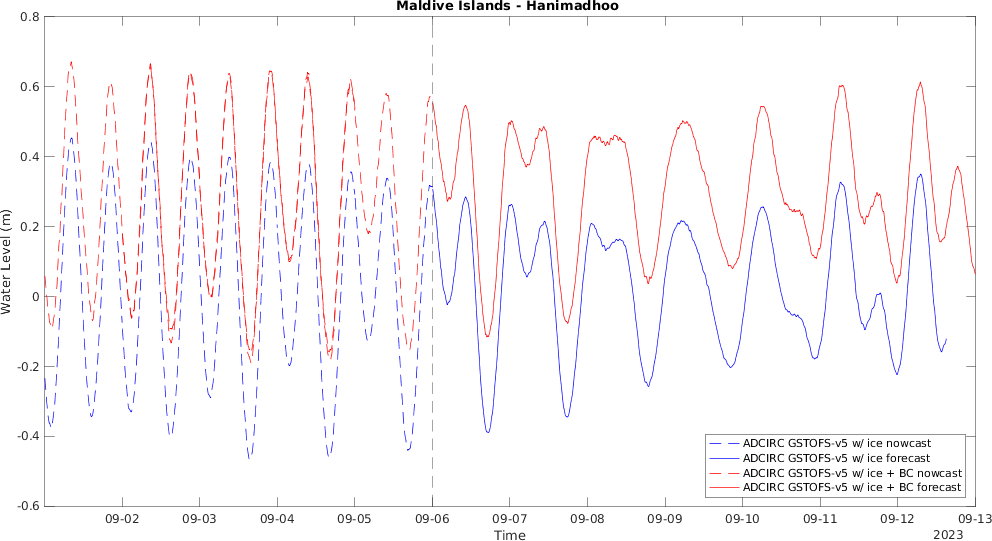 Maldive Islands - Hanimadhoo
Water Level (m)
0.8
0.6
0.4
0.2
0
-0.2
-0.4
-0.6
ADCIRC GSTOFS-v5 w/ ice nowcast
ADCIRC GSTOFS-v5 w/ ice forecast
ADCIRC GSTOFS-v5 w/ ice + BC nowcast
ADCIRC GSTOFS-v5 w/ ice + BC forecast
09-02 09-03 09-04 09-05 09-06 09-07 09-08 09-09 09-10 09-11 09-12 09-13
Time
2023